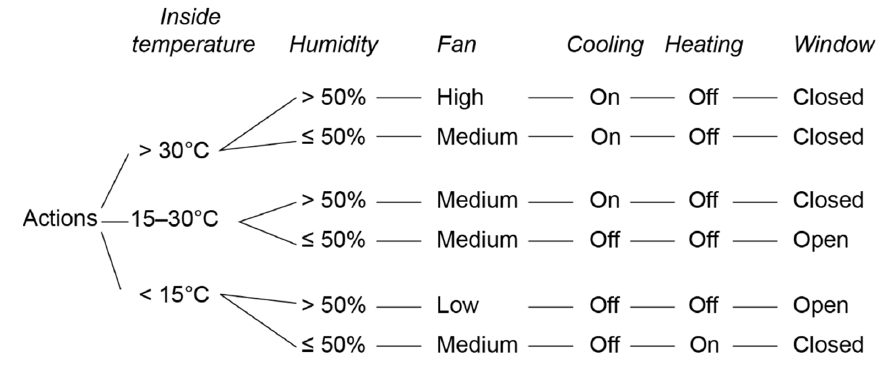 Inside
temperature Humidity Fan Cooling Heating Window
> 50% High On Off Closed
> 30°C
≤ 50% Medium On Off Closed
> 50% Medium On Off Closed
Actions 15–30°C
≤ 50% Medium Off Off Open
< 15°C
> 50% Low Off Off Open
≤ 50% Medium Off On Closed